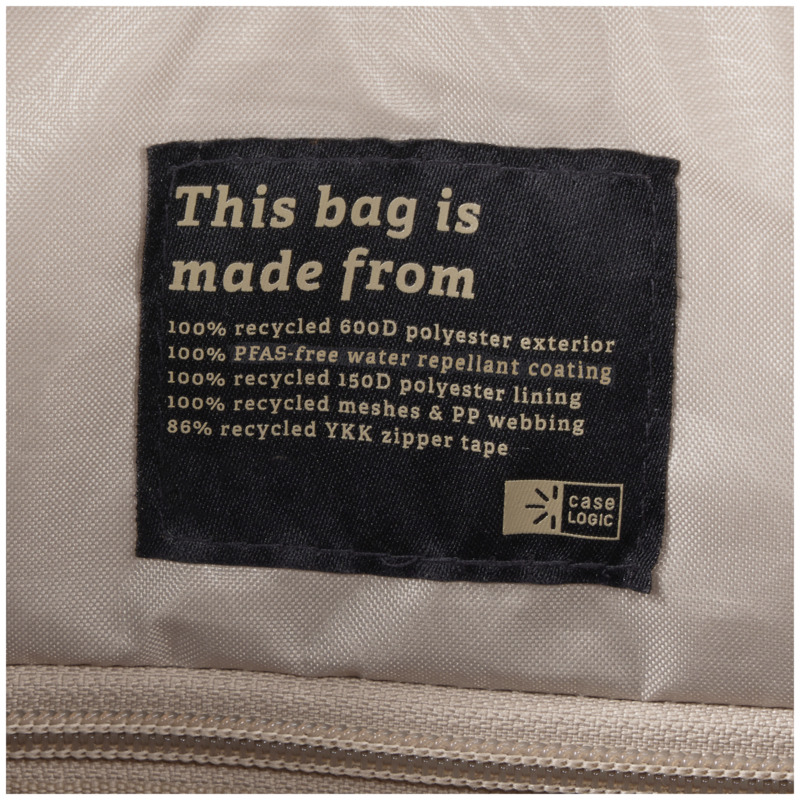 This bag is
made from
100% recycled 600D polyester exterior
100% PFAS-free water repellant coating
100% recycled 150D polyester lining
100% recycled meshes & PP webbing
86% recycled YKK zipper tape
case
LOGIC